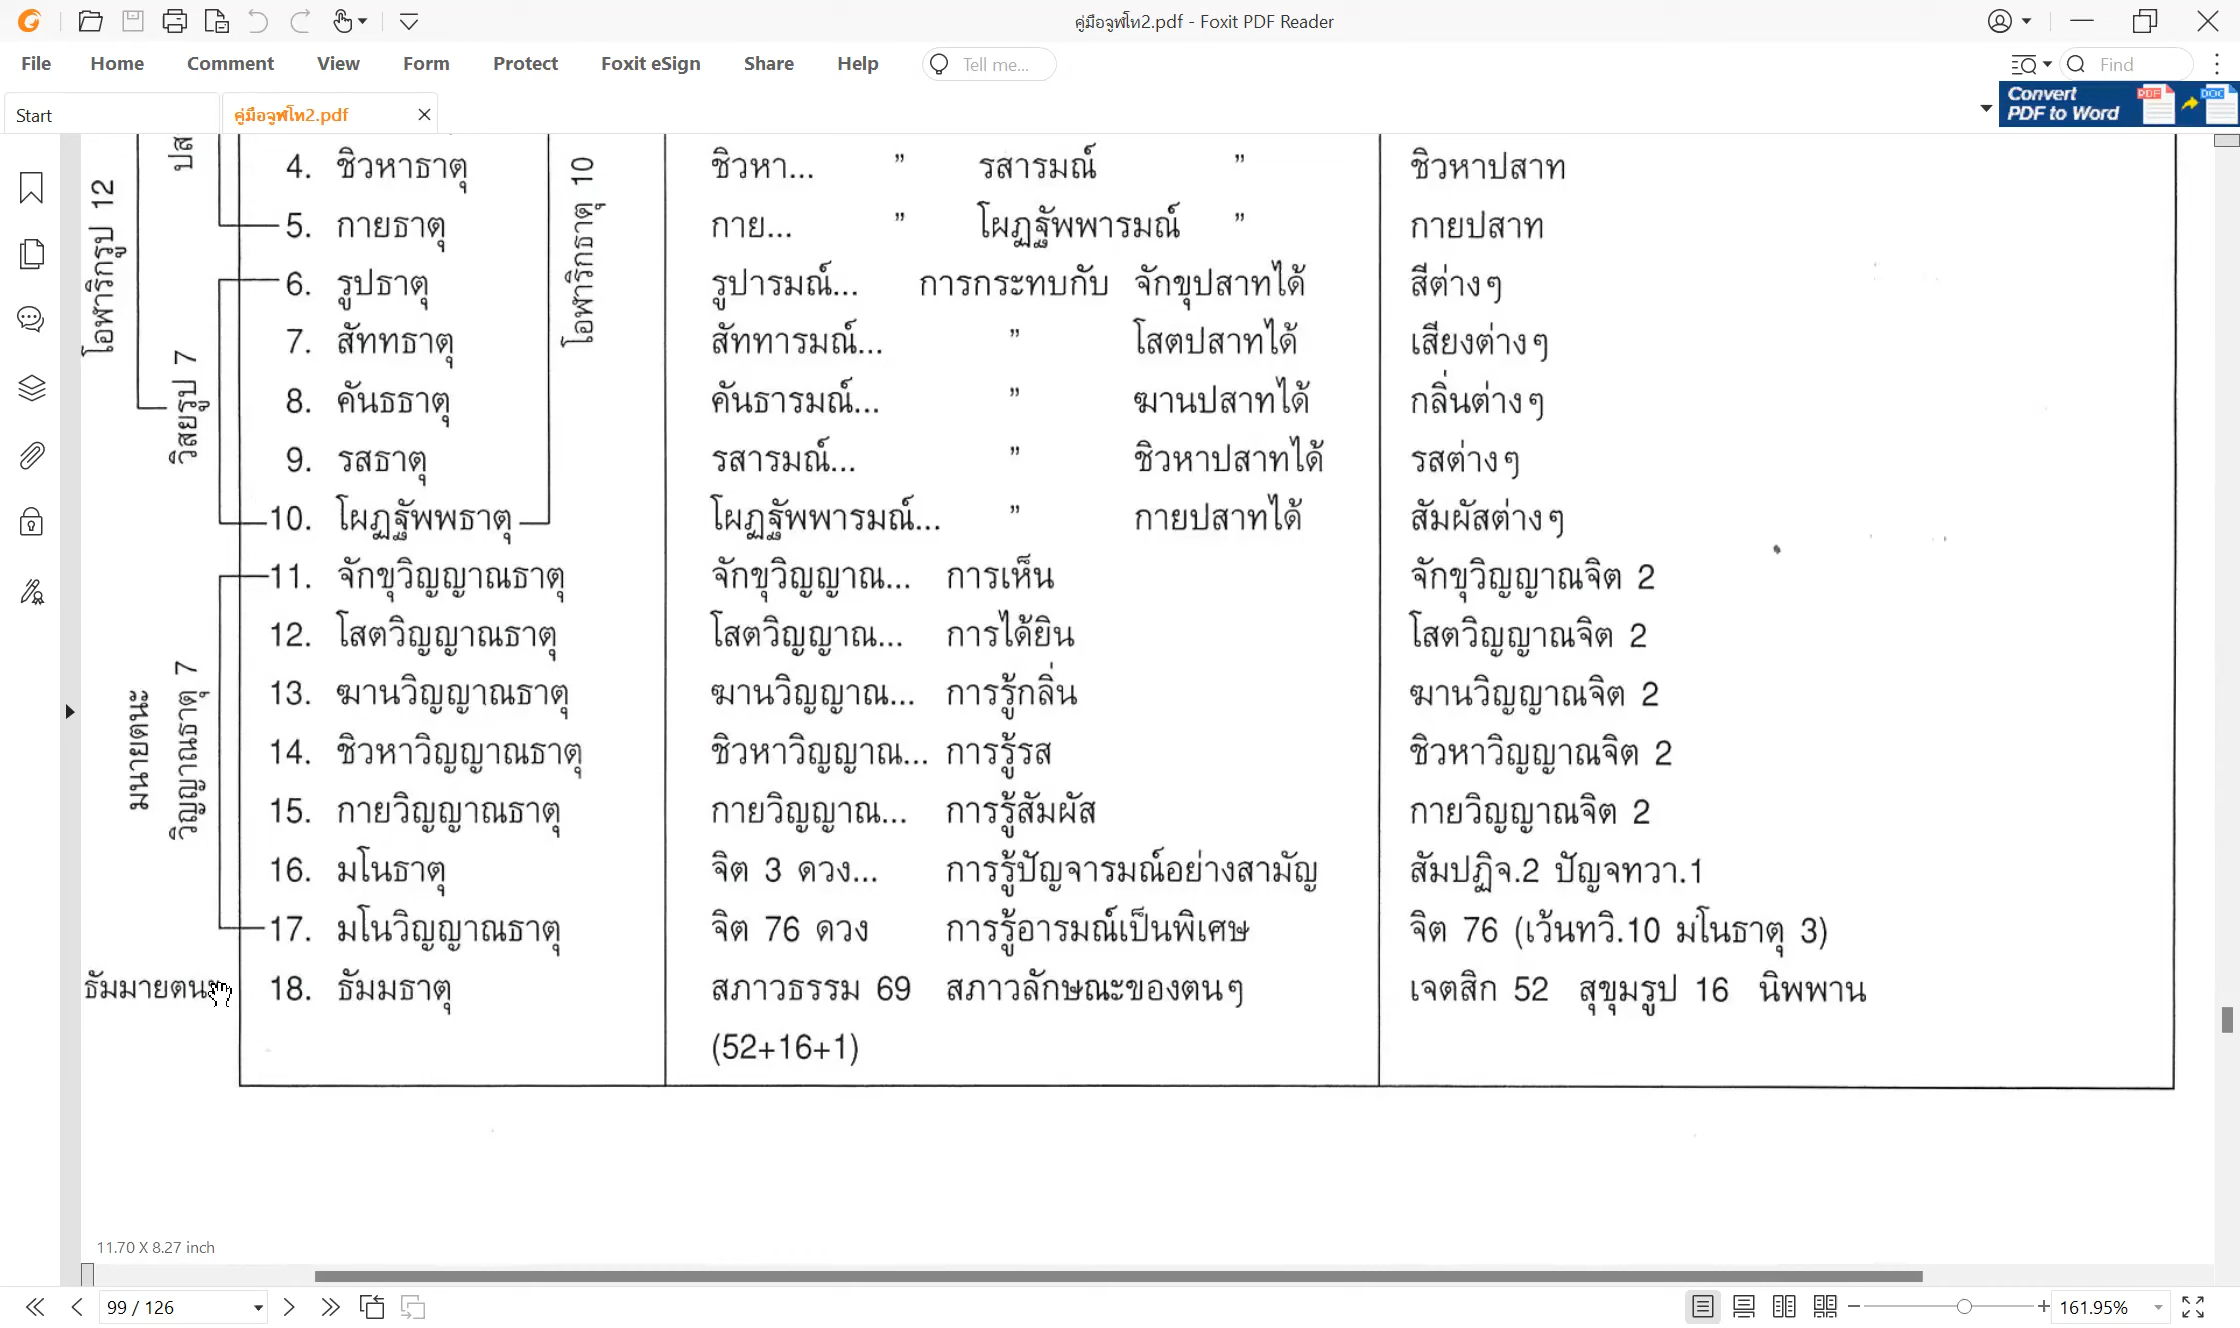 คู่มือจูฬโท2.pdf - Foxit PDF Reader
File Home Comment View Form Protect Foxit eSign Share Help Tell me... Find
Start คู่มือจูฬโท2.pdf
Convert
PDF to Word
PDF DOC
โอฬาริกรูป 12
ปส
วิสยรูป 7
โอฬาริกธาตุ 10
มนายตนะ
วิญญาณธาตุ 7
4. ชิวหาธาตุ ชิวหา... ” รสารมณ์ ” ชิวหาปสาท
5. กายธาตุ กาย... ” โผฏฐัพพารมณ์ ” กายปสาท
6. รูปธาตุ รูปารมณ์... การกระทบกับ จักขุปสาทได้ สีต่างๆ
7. สัททธาตุ สัททารมณ์... ” โสตปสาทได้ เสียงต่างๆ
8. คันธธาตุ คันธารมณ์... ” ฆานปสาทได้ กลิ่นต่างๆ
9. รสธาตุ รสารมณ์... ” ชิวหาปสาทได้ รสต่างๆ
10. โผฏฐัพพธาตุ โผฏฐัพพารมณ์... ” กายปสาทได้ สัมผัสต่างๆ
11. จักขุวิญญาณธาตุ จักขุวิญญาณ... การเห็น จักขุวิญญาณจิต 2
12. โสตวิญญาณธาตุ โสตวิญญาณ... การได้ยิน โสตวิญญาณจิต 2
13. ฆานวิญญาณธาตุ ฆานวิญญาณ... การรู้กลิ่น ฆานวิญญาณจิต 2
14. ชิวหาวิญญาณธาตุ ชิวหาวิญญาณ... การรู้รส ชิวหาวิญญาณจิต 2
15. กายวิญญาณธาตุ กายวิญญาณ... การรู้สัมผัส กายวิญญาณจิต 2
16. มโนธาตุ จิต 3 ดวง... การรู้ปัญจารมณ์อย่างสามัญ สัมปฏิจ.2 ปัญจทวา.1
17. มโนวิญญาณธาตุ จิต 76 ดวง การรู้อารมณ์เป็นพิเศษ จิต 76 (เว้นทวิ.10 มโนธาตุ 3)
ธัมมายตนะ 18. ธัมมธาตุ สภาวธรรม 69 สภาวลักษณะของตนๆ เจตสิก 52 สุขุมรูป 16 นิพพาน
(52+16+1)
11.70 X 8.27 inch
99 / 126 161.95%